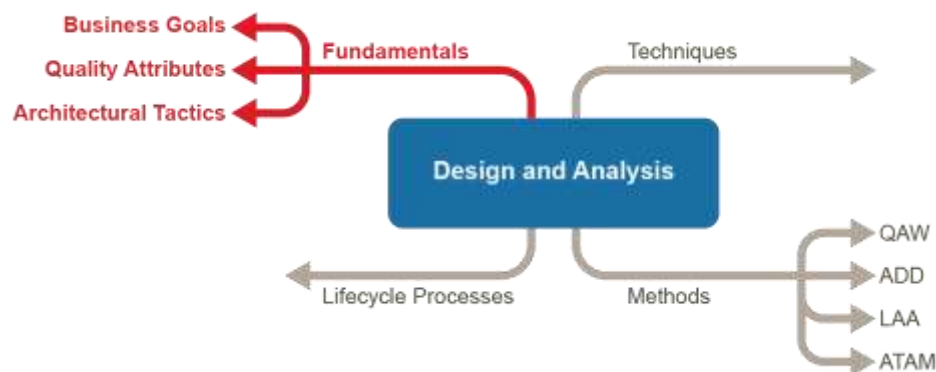 Business Goals
Quality Attributes
Architectural Tactics
Fundamentals
Techniques
Design and Analysis
Lifecycle Processes
Methods
QAW
ADD
LAA
ATAM